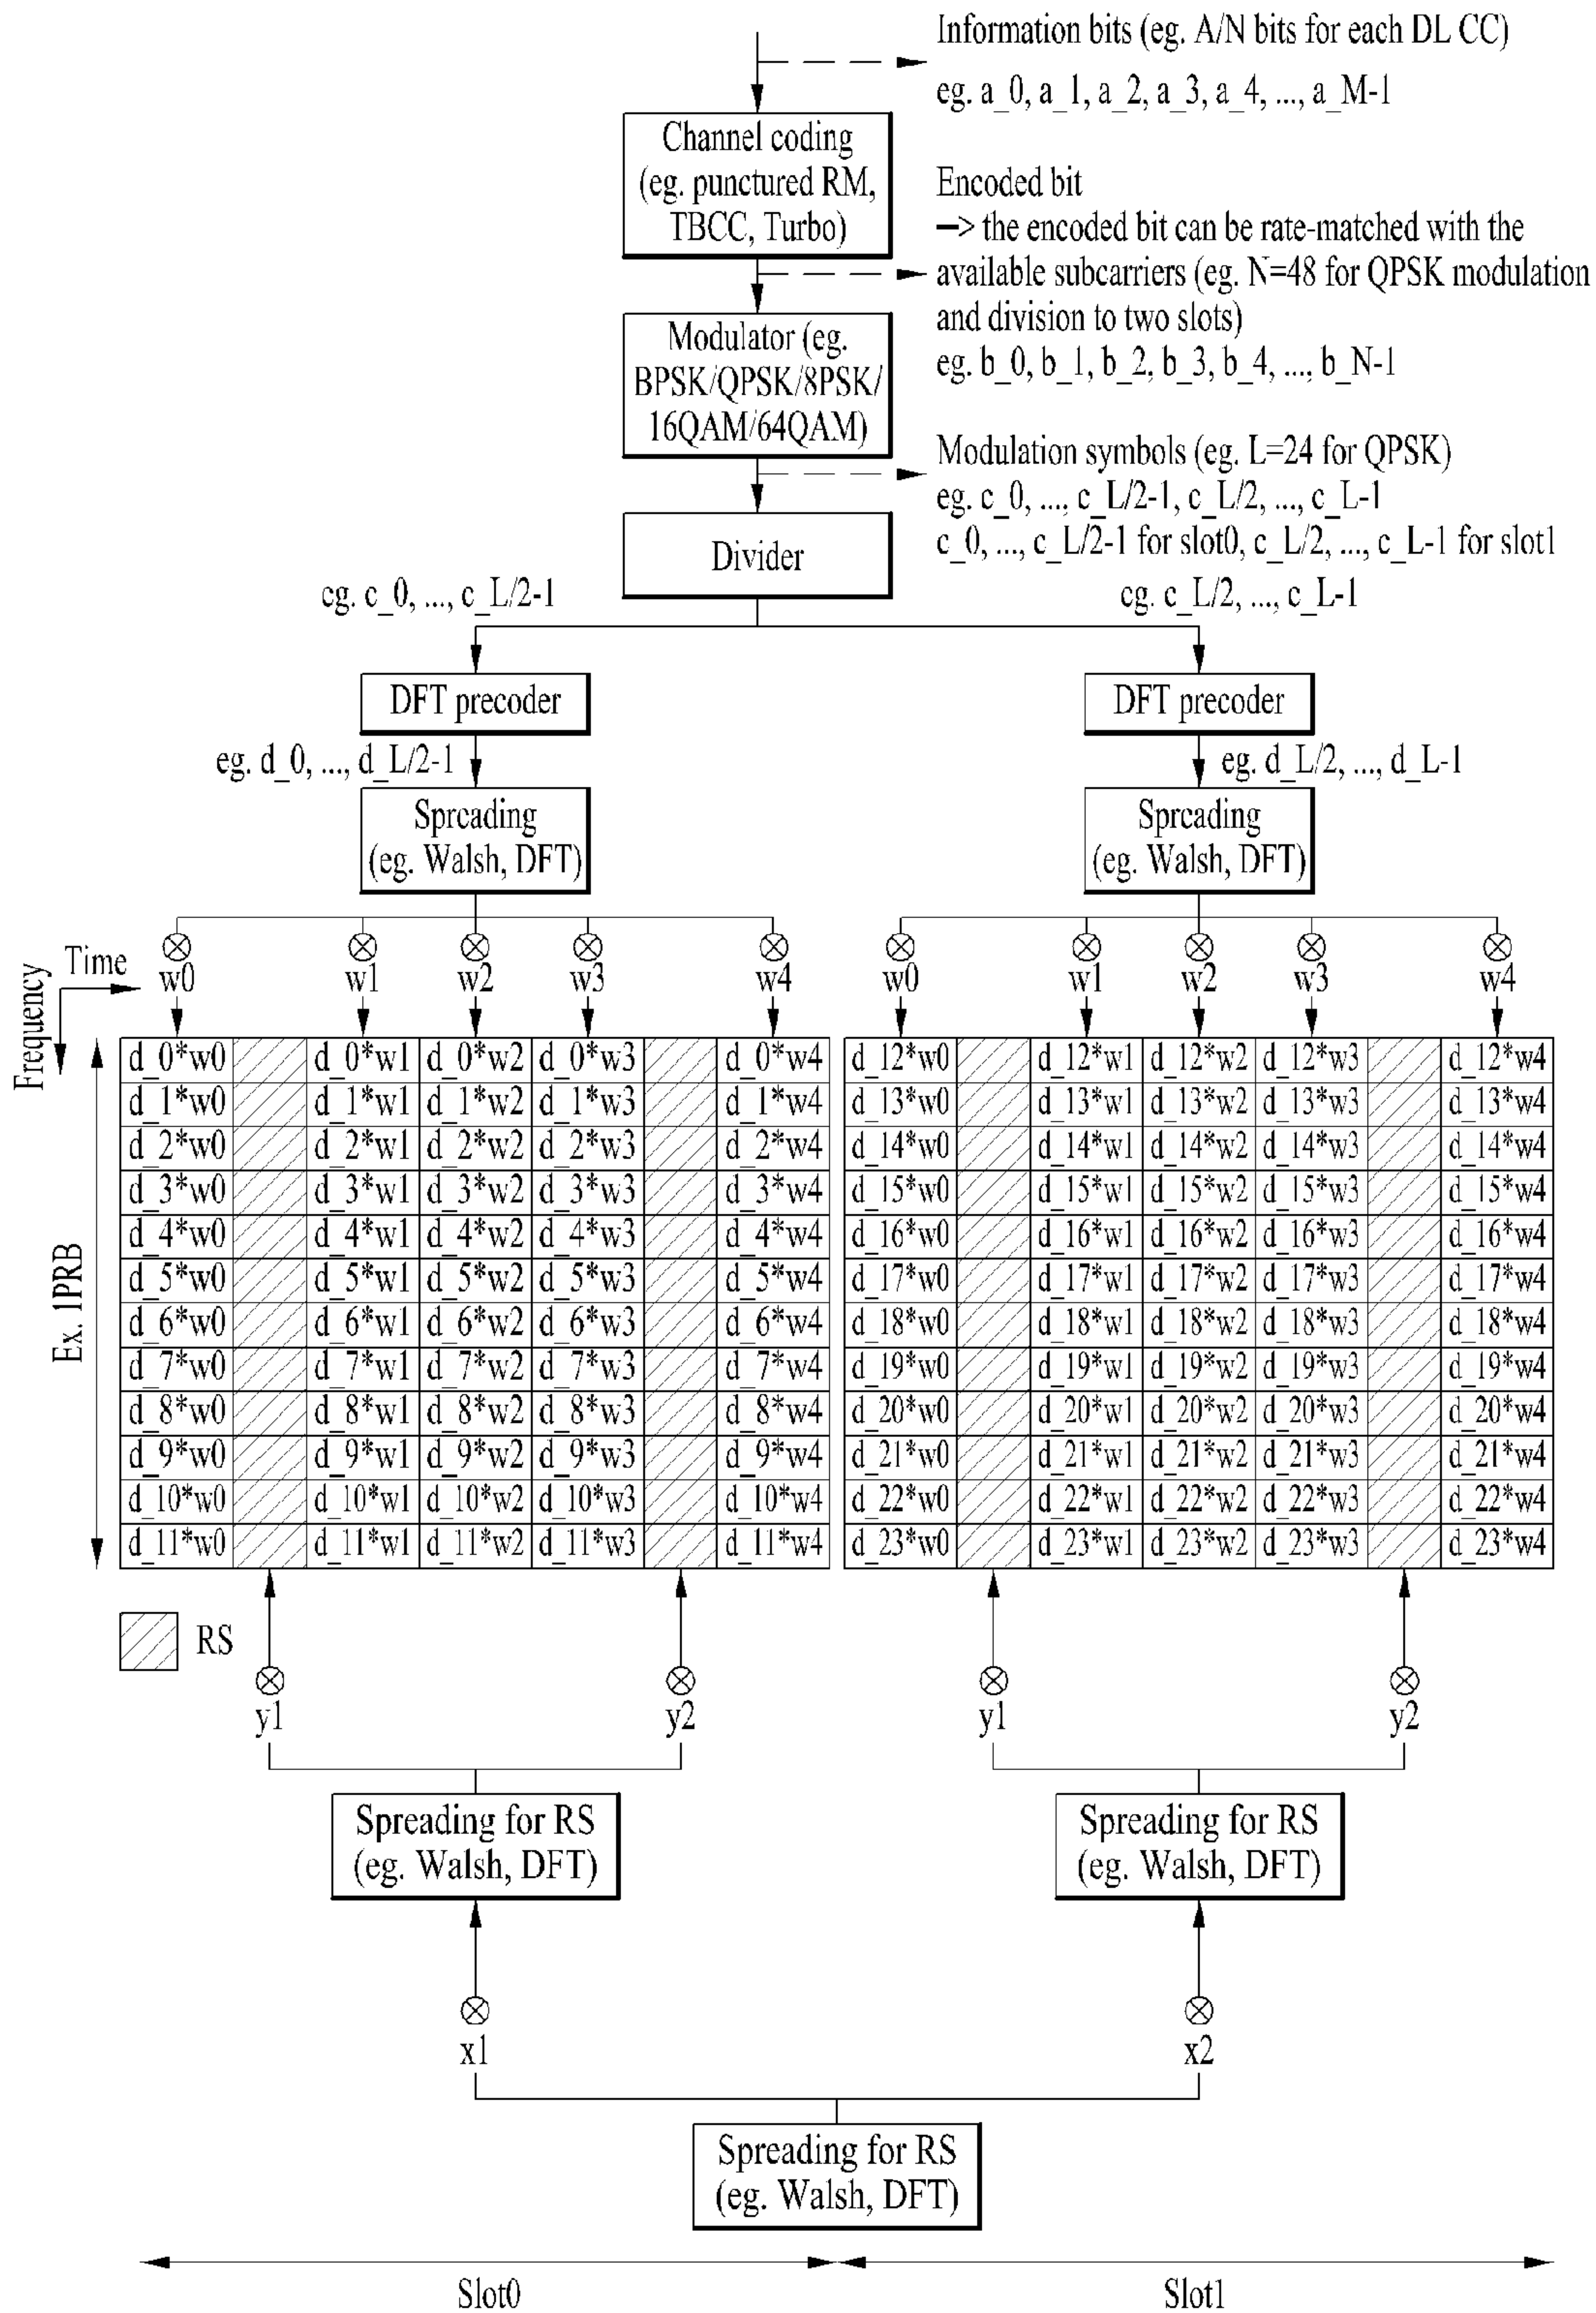 Information bits (eg. A/N bits for each DL CC)
eg. a_0, a_1, a_2, a_3, a_4, ..., a_M-1
Channel coding
(eg. punctured RM,
TBCC, Turbo)
Encoded bit
−> the encoded bit can be rate-matched with the
available subcarriers (eg. N=48 for QPSK modulation
and division to two slots)
eg. b_0, b_1, b_2, b_3, b_4, ..., b_N-1
Modulator (eg.
BPSK/QPSK/8PSK/
16QAM/64QAM)
Modulation symbols (eg. L=24 for QPSK)
eg. c_0, ..., c_L/2-1, c_L/2, ..., c_L-1
c_0, ..., c_L/2-1 for slot0, c_L/2, ..., c_L-1 for slot1
Divider
eg. c_0, ..., c_L/2-1 eg. c_L/2, ..., c_L-1
DFT precoder DFT precoder
eg. d_0, ..., d_L/2-1 eg. d_L/2, ..., d_L-1
Spreading Spreading
(eg. Walsh, DFT) (eg. Walsh, DFT)
Time
Frequency
w0 w1 w2 w3 w4 w0 w1 w2 w3 w4
d_0*w0 d_0*w1 d_0*w2 d_0*w3 d_0*w4 d_12*w0 d_12*w1 d_12*w2 d_12*w3 d_12*w4
d_1*w0 d_1*w1 d_1*w2 d_1*w3 d_1*w4 d_13*w0 d_13*w1 d_13*w2 d_13*w3 d_13*w4
d_2*w0 d_2*w1 d_2*w2 d_2*w3 d_2*w4 d_14*w0 d_14*w1 d_14*w2 d_14*w3 d_14*w4
d_3*w0 d_3*w1 d_3*w2 d_3*w3 d_3*w4 d_15*w0 d_15*w1 d_15*w2 d_15*w3 d_15*w4
d_4*w0 d_4*w1 d_4*w2 d_4*w3 d_4*w4 d_16*w0 d_16*w1 d_16*w2 d_16*w3 d_16*w4
d_5*w0 d_5*w1 d_5*w2 d_5*w3 d_5*w4 d_17*w0 d_17*w1 d_17*w2 d_17*w3 d_17*w4
d_6*w0 d_6*w1 d_6*w2 d_6*w3 d_6*w4 d_18*w0 d_18*w1 d_18*w2 d_18*w3 d_18*w4
d_7*w0 d_7*w1 d_7*w2 d_7*w3 d_7*w4 d_19*w0 d_19*w1 d_19*w2 d_19*w3 d_19*w4
d_8*w0 d_8*w1 d_8*w2 d_8*w3 d_8*w4 d_20*w0 d_20*w1 d_20*w2 d_20*w3 d_20*w4
d_9*w0 d_9*w1 d_9*w2 d_9*w3 d_9*w4 d_21*w0 d_21*w1 d_21*w2 d_21*w3 d_21*w4
d_10*w0 d_10*w1 d_10*w2 d_10*w3 d_10*w4 d_22*w0 d_22*w1 d_22*w2 d_22*w3 d_22*w4
d_11*w0 d_11*w1 d_11*w2 d_11*w3 d_11*w4 d_23*w0 d_23*w1 d_23*w2 d_23*w3 d_23*w4
Ex. 1PRB
RS
y1 y2 y1 y2
Spreading for RS Spreading for RS
(eg. Walsh, DFT) (eg. Walsh, DFT)
x1 x2
Spreading for RS
(eg. Walsh, DFT)
Slot0 Slot1